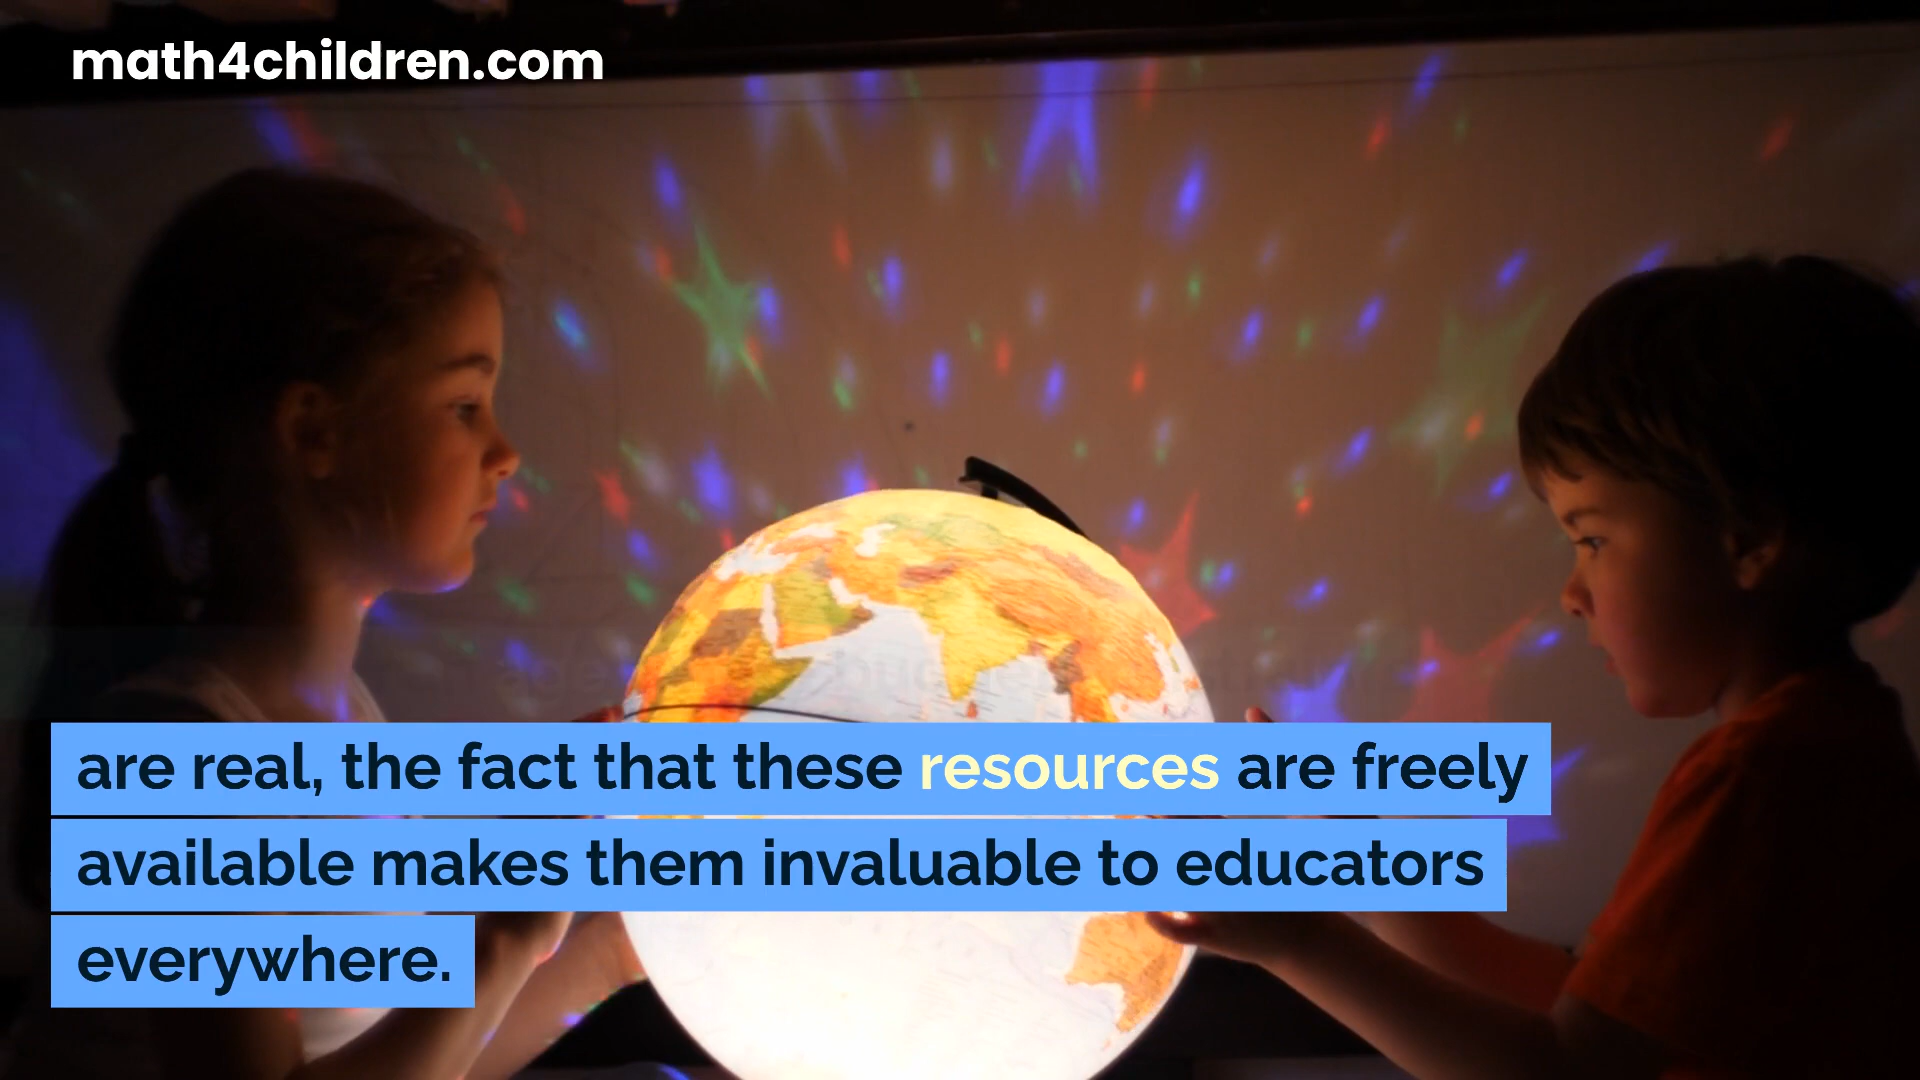 math4children.com
are real, the fact that these resources are freely
available makes them invaluable to educators
everywhere.